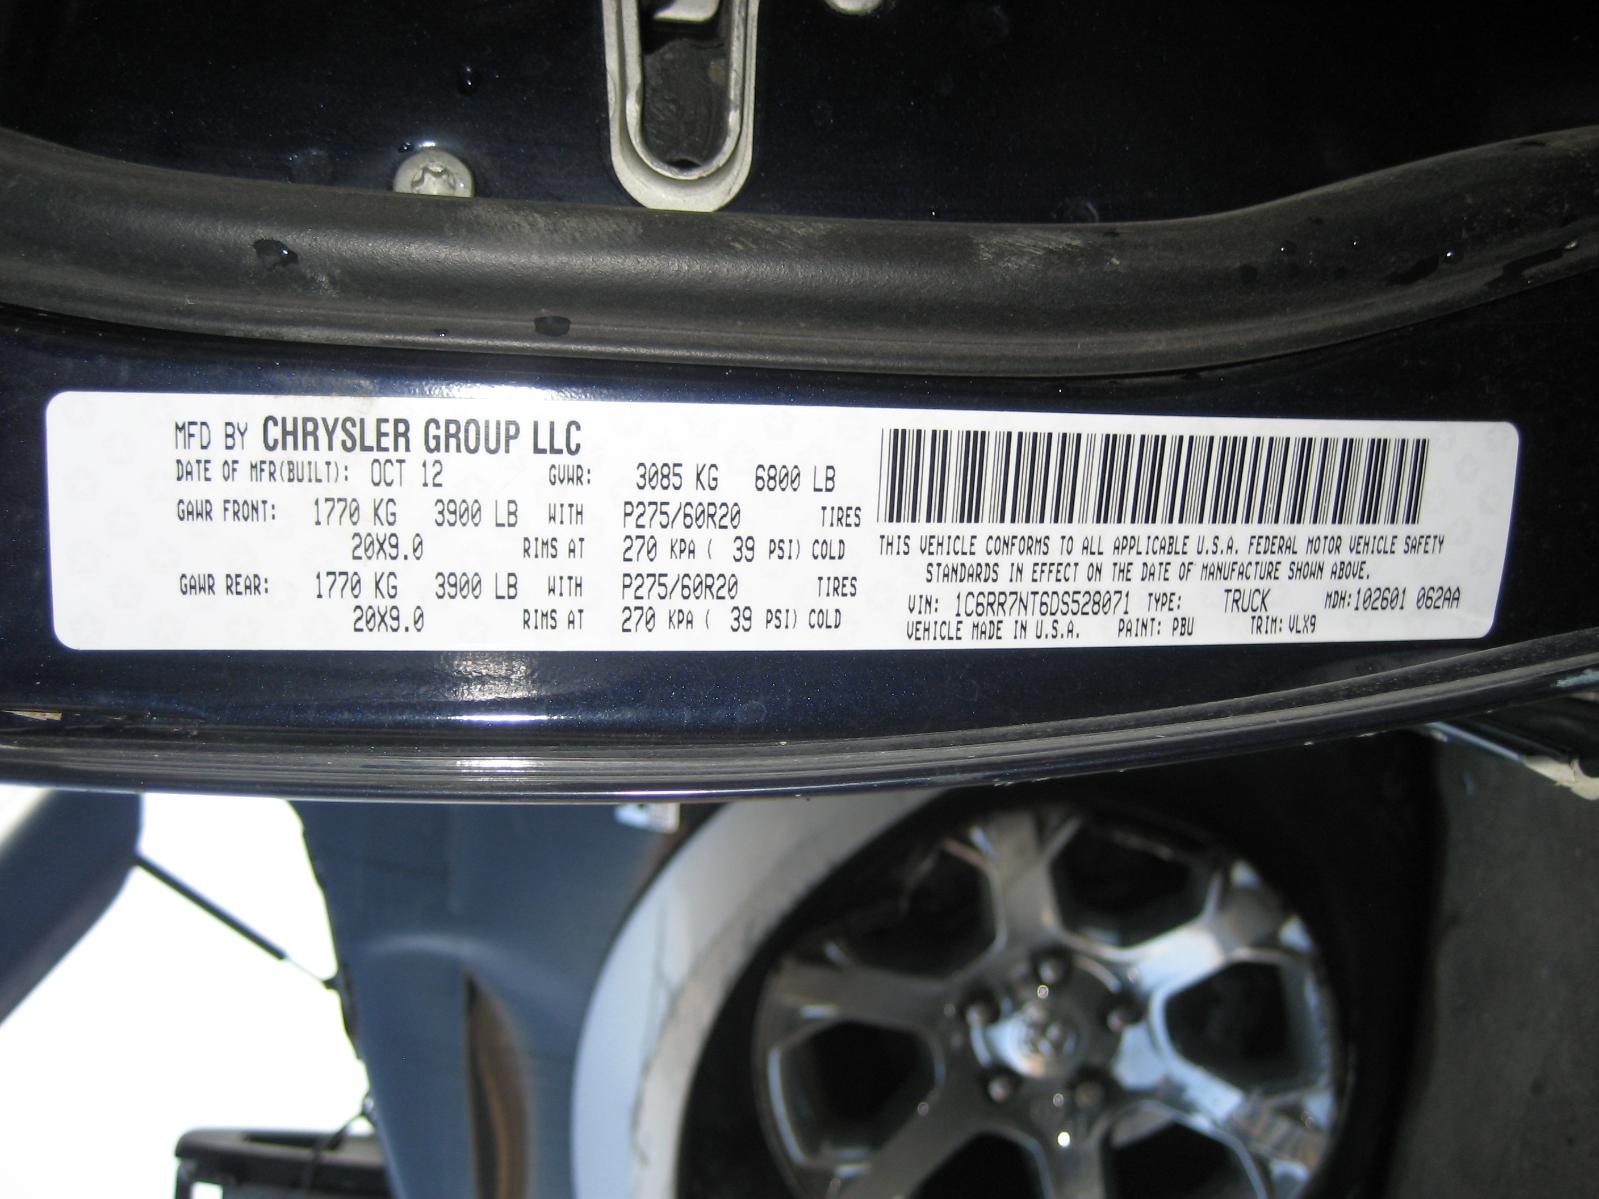 MFD BY CHRYSLER GROUP LLC
DATE OF MFR(BUILT): OCT 12 GVWR: 3085 KG 6800 LB
GAWR FRONT: 1770 KG 3900 LB WITH P275/60R20 TIRES
20X9.0 RIMS AT 270 KPA ( 39 PSI) COLD
GAWR REAR: 1770 KG 3900 LB WITH P275/60R20 TIRES
20X9.0 RIMS AT 270 KPA ( 39 PSI) COLD
THIS VEHICLE CONFORMS TO ALL APPLICABLE U.S.A. FEDERAL MOTOR VEHICLE SAFETY
STANDARDS IN EFFECT ON THE DATE OF MANUFACTURE SHOWN ABOVE.
VIN: 1C6RR7NT6DS528071 TYPE: TRUCK MDH:102601 062AA
VEHICLE MADE IN U.S.A. PAINT: PBU TRIM: VLX9